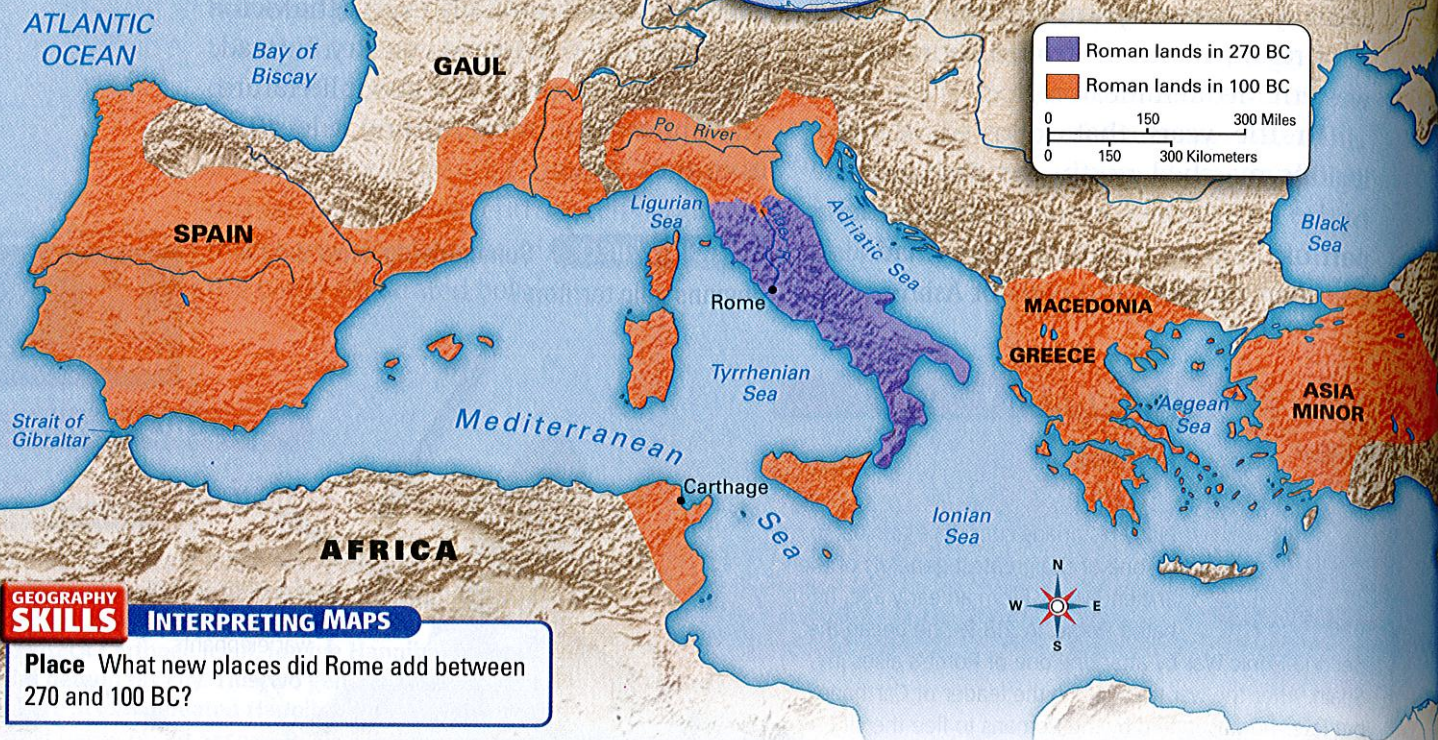 ATLANTIC
OCEAN
Bay of
Biscay
GAUL
Roman lands in 270 BC
Roman lands in 100 BC
0 150 300 Miles
0 150 300 Kilometers
Po River
SPAIN
Ligurian
Sea
Adriatic Sea
Black
Sea
Rome
MACEDONIA
GREECE
Tyrrhenian
Sea
Aegean
Sea
ASIA
MINOR
Strait of
Gibraltar
Mediterranean
Sea
Carthage
Ionian
Sea
AFRICA
N
W E
S
GEOGRAPHY
SKILLS
INTERPRETING MAPS
Place What new places did Rome add between
270 and 100 BC?